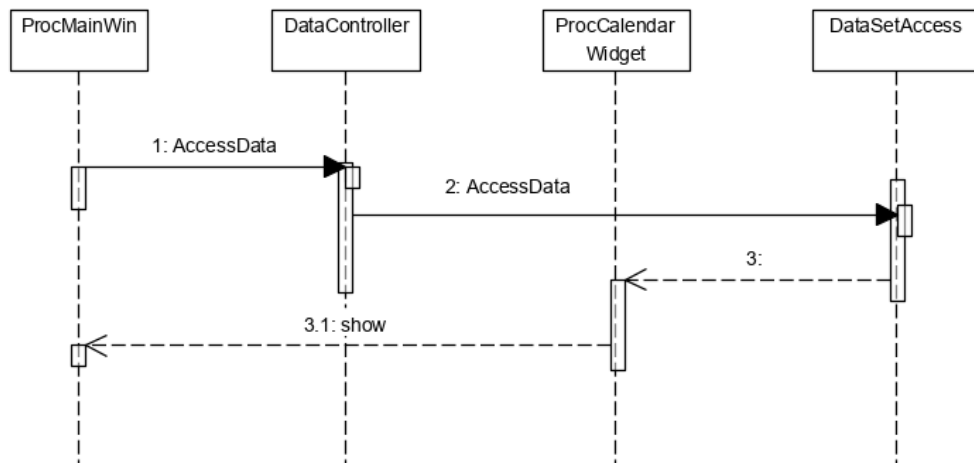 ProcMainWin
DataController
ProcCalendar
Widget
DataSetAccess
1: AccessData
2: AccessData
3:
3.1: show